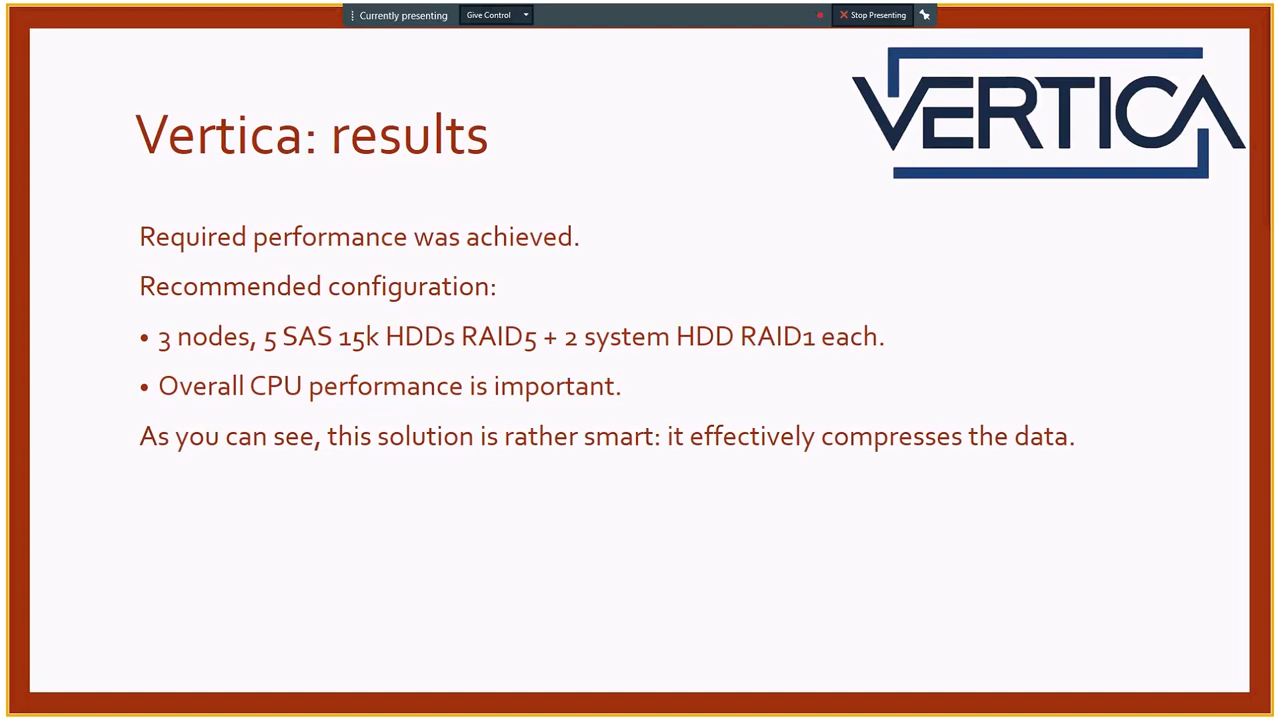 Currently presenting
Give Control
Stop Presenting
VERTICA
Vertica: results
Required performance was achieved.
Recommended configuration:
• 3 nodes, 5 SAS 15k HDDs RAID5 + 2 system HDD RAID1 each.
• Overall CPU performance is important.
As you can see, this solution is rather smart: it effectively compresses the data.